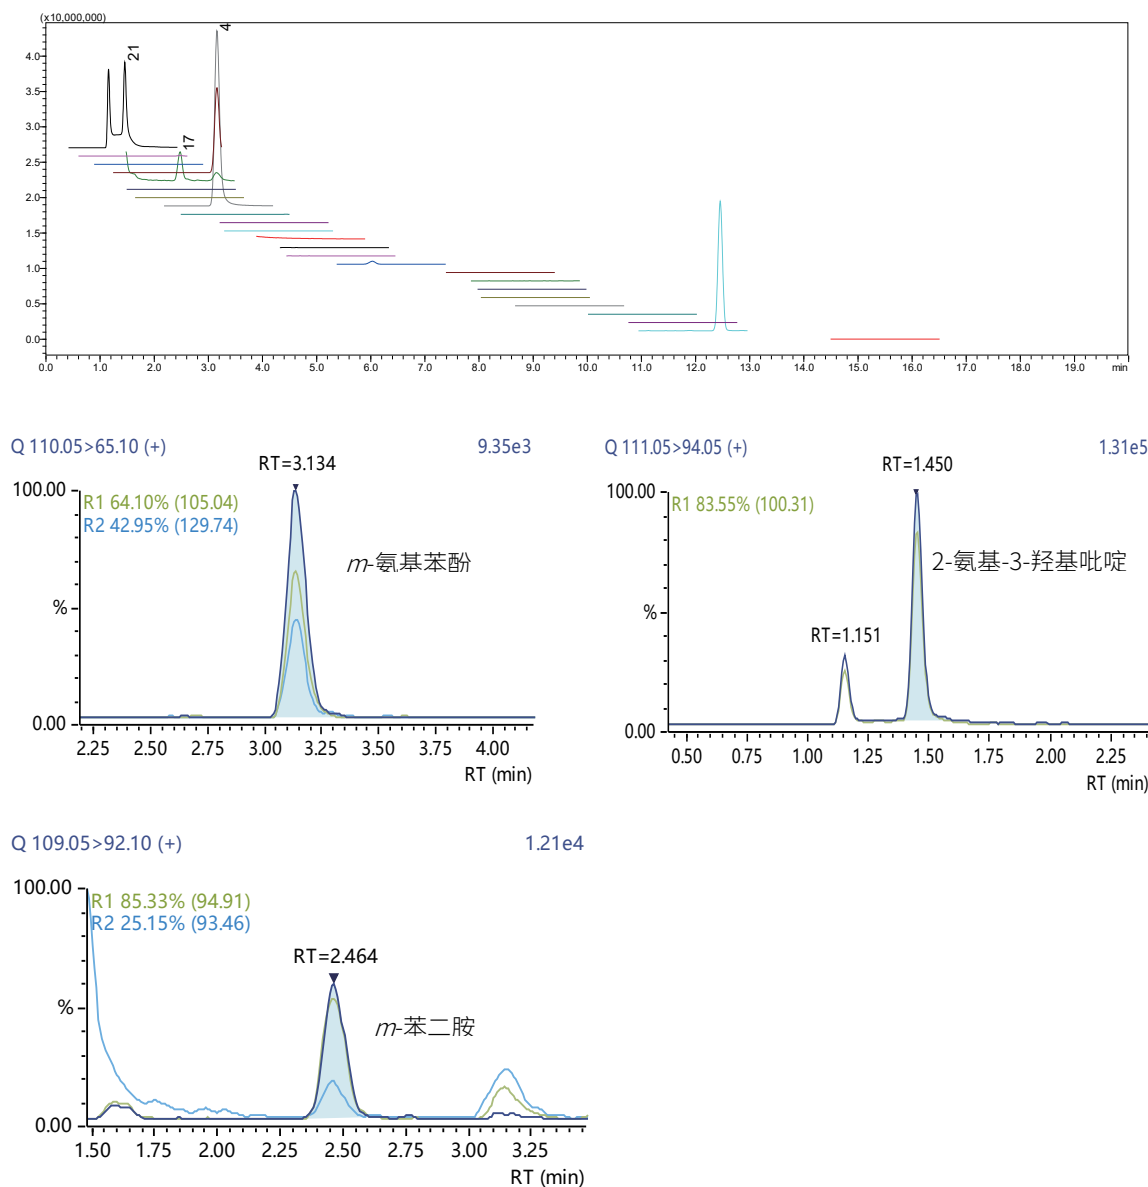 (x10,000,000)
4
21
17
4.0
3.5
3.0
2.5
2.0
1.5
1.0
0.5
0.0
0.0 1.0 2.0 3.0 4.0 5.0 6.0 7.0 8.0 9.0 10.0 11.0 12.0 13.0 14.0 15.0 16.0 17.0 18.0 19.0 min
Q 110.05>65.10 (+) 9.35e3
RT=3.134
100.00
R1 64.10% (105.04)
R2 42.95% (129.74)
m-氨基苯酚
%
0.00
2.25 2.50 2.75 3.00 3.25 3.50 3.75 4.00
RT (min)
Q 111.05>94.05 (+) 1.31e5
RT=1.450
100.00
R1 83.55% (100.31)
2-氨基-3-羟基吡啶
%
RT=1.151
0.00
0.50 0.75 1.00 1.25 1.50 1.75 2.00 2.25
RT (min)
Q 109.05>92.10 (+) 1.21e4
100.00
R1 85.33% (94.91)
R2 25.15% (93.46)
RT=2.464
%
m-苯二胺
0.00
1.50 1.75 2.00 2.25 2.50 2.75 3.00 3.25
RT (min)